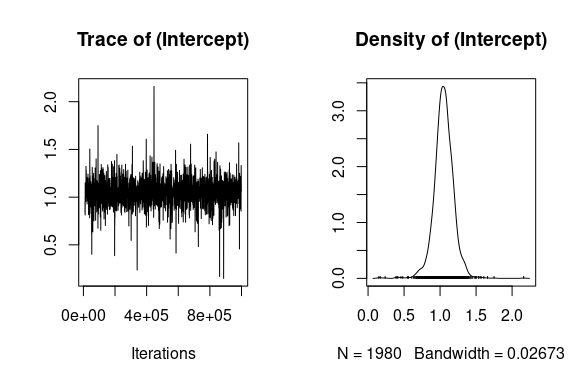 Trace of (Intercept)
2.0
1.5
1.0
0.5
0e+00 4e+05 8e+05
Iterations
Density of (Intercept)
3.0
2.0
1.0
0.0
0.0 0.5 1.0 1.5 2.0
N = 1980 Bandwidth = 0.02673